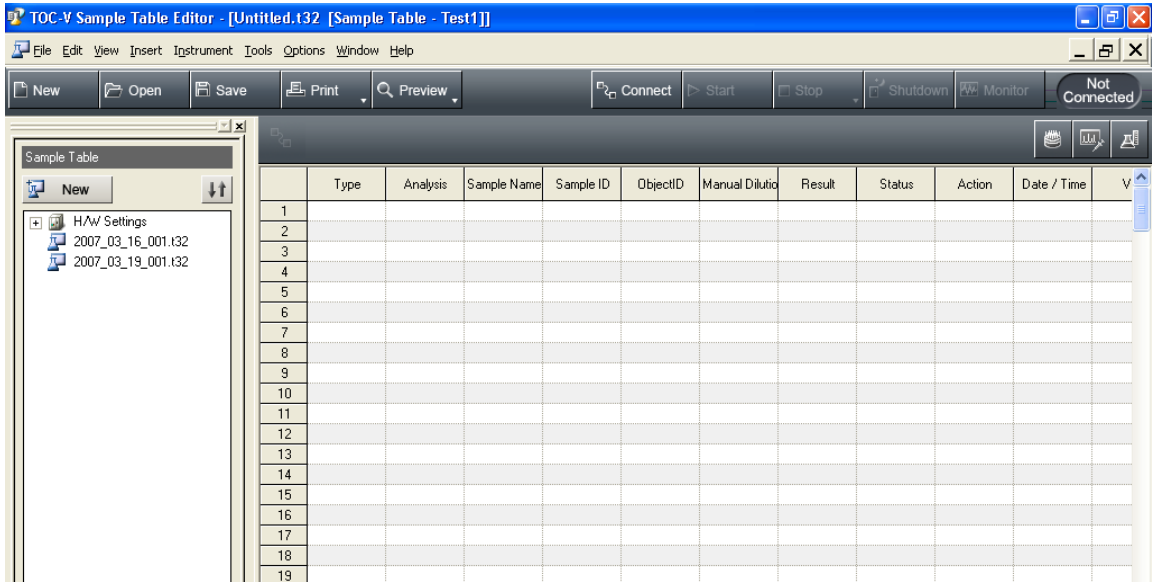 TOC-V Sample Table Editor - [Untitled.t32 [Sample Table - Test1]]
File Edit View Insert Instrument Tools Options Window Help
New Open Save Print Preview Connect Start Stop Shutdown Monitor Not Connected
Sample Table
New
H/W Settings
2007_03_16_001.t32
2007_03_19_001.t32
Type Analysis Sample Name Sample ID ObjectID Manual Dilutio Result Status Action Date / Time V
1
2
3
4
5
6
7
8
9
10
11
12
13
14
15
16
17
18
19